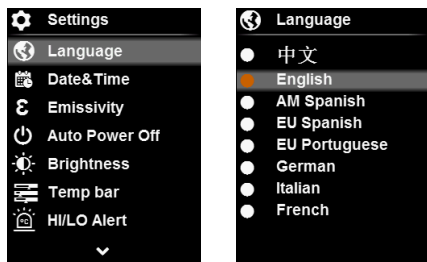 Settings
Language
Date&Time
Emissivity
Auto Power Off
Brightness
Temp bar
HI/LO Alert
Language
中文
English
AM Spanish
EU Spanish
EU Portuguese
German
Italian
French